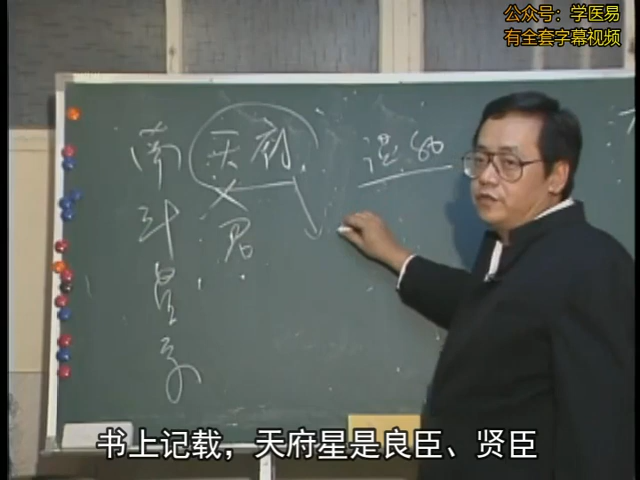 公众号：学医易
有全套字幕视频
南斗星系
天府
君
书上记载，天府星是良臣、贤臣